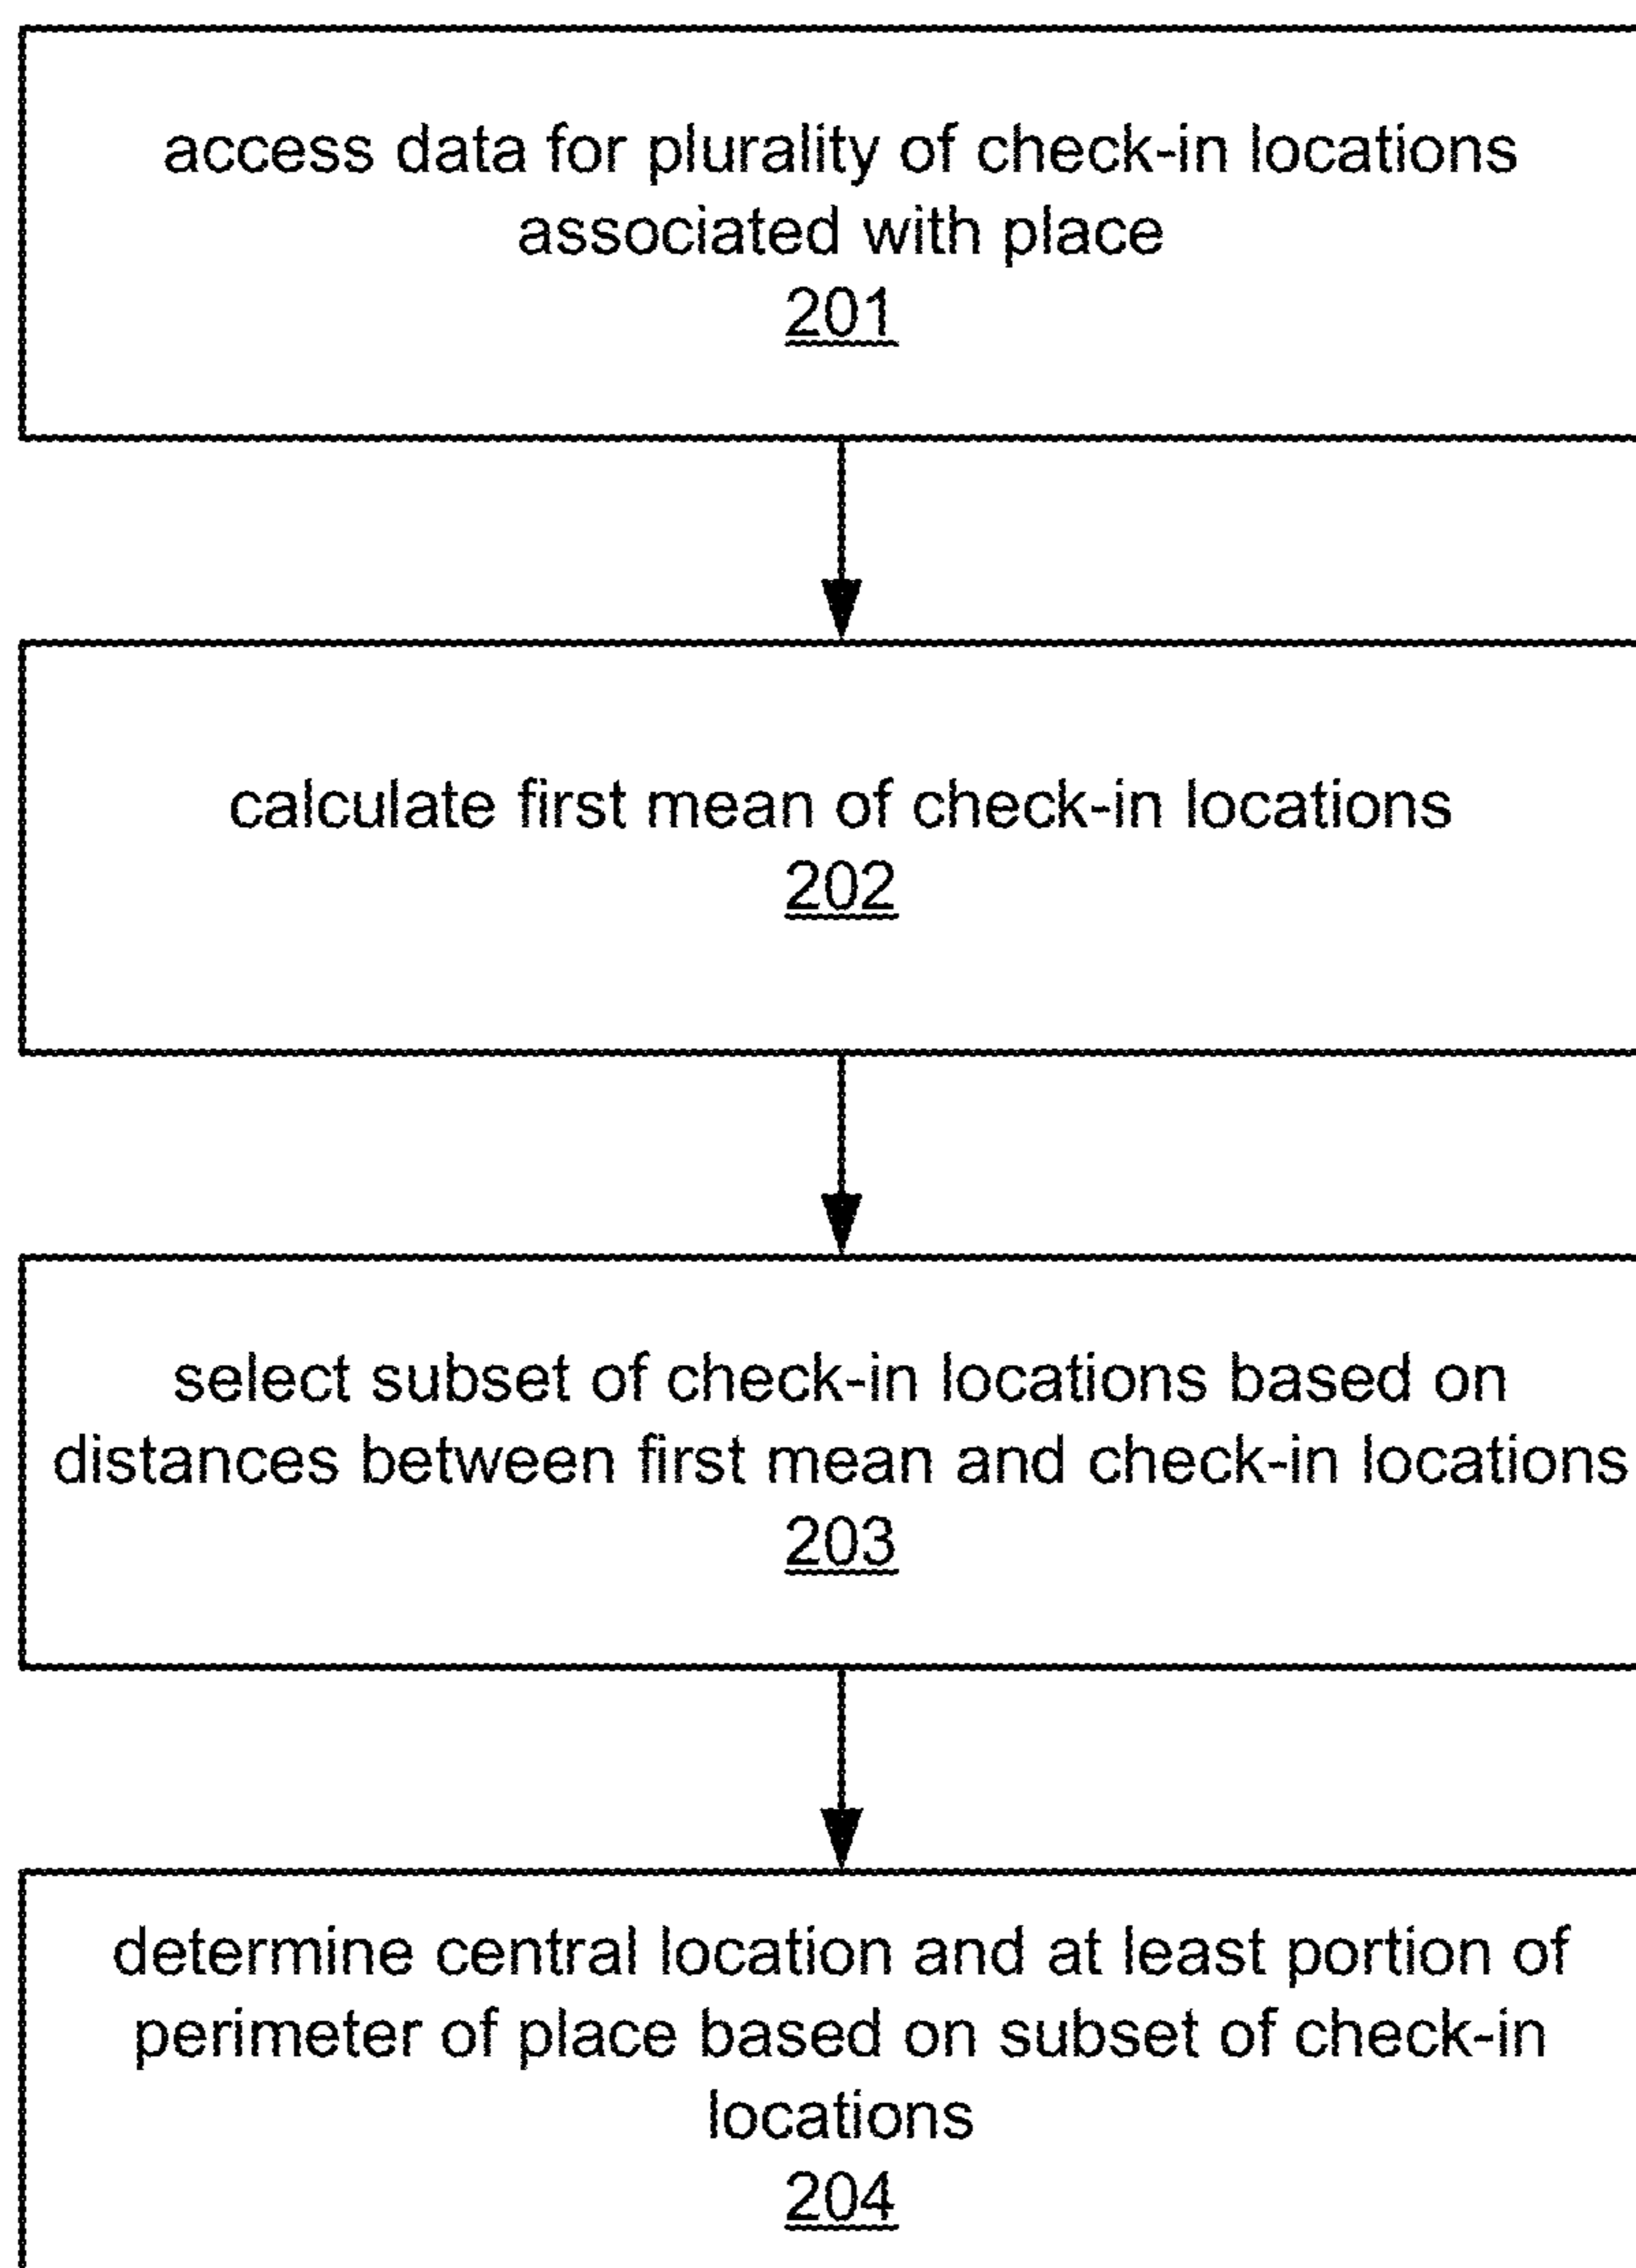 access data for plurality of check-in locations
associated with place
201
calculate first mean of check-in locations
202
select subset of check-in locations based on
distances between first mean and check-in locations
203
determine central location and at least portion of
perimeter of place based on subset of check-in
locations
204